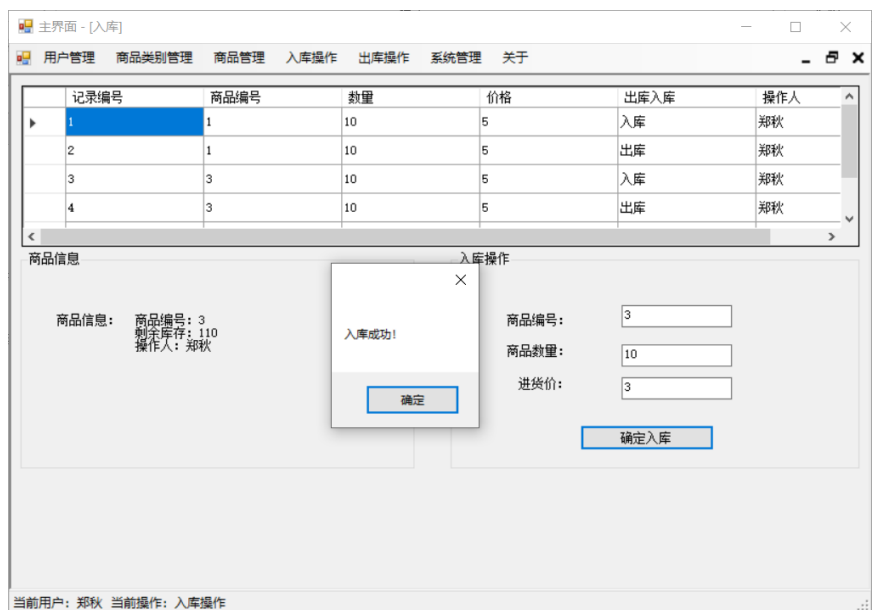 主界面 - [入库]
用户管理 商品类别管理 商品管理 入库操作 出库操作 系统管理 关于
记录编号 商品编号 数量 价格 出库入库 操作人
1 1 10 5 入库 郑秋
2 1 10 5 出库 郑秋
3 3 10 5 入库 郑秋
4 3 10 5 出库 郑秋
商品信息
商品信息： 商品编号：3
剩余库存：110
操作人：郑秋
入库成功!
确定
入库操作
商品编号： 3
商品数量： 10
进货价： 3
确定入库
当前用户：郑秋 当前操作：入库操作